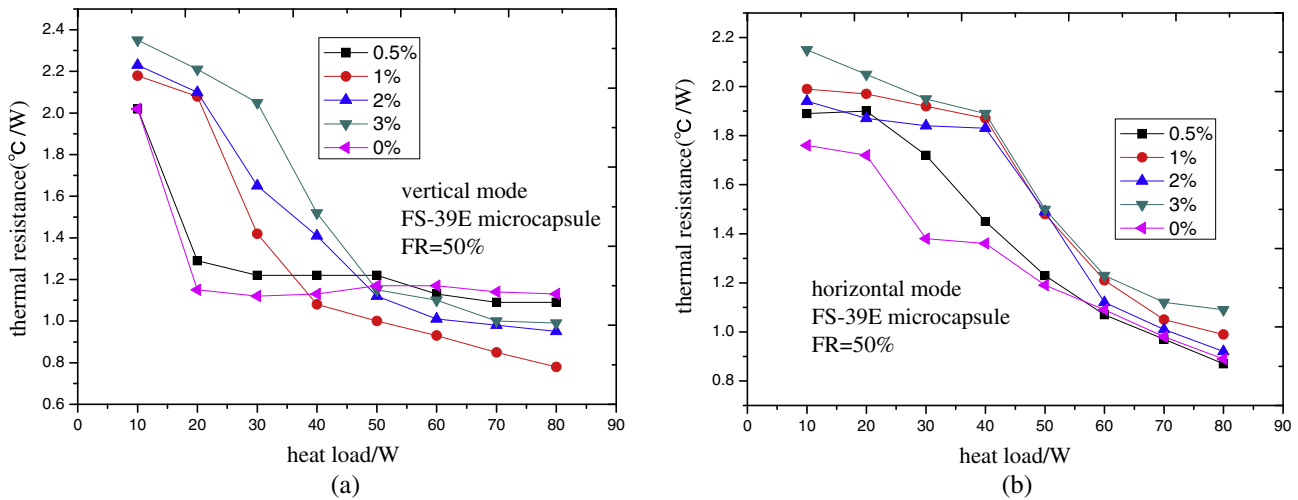 thermal resistance(℃/W)
2.4
2.2
2.0
1.8
1.6
1.4
1.2
1.0
0.8
0.6
0.5%
1%
2%
3%
0%
vertical mode
FS-39E microcapsule
FR=50%
0 10 20 30 40 50 60 70 80 90
heat load/W
(a)
thermal resistance(℃/W)
2.2
2.0
1.8
1.6
1.4
1.2
1.0
0.8
0.5%
1%
2%
3%
0%
horizontal mode
FS-39E microcapsule
FR=50%
0 10 20 30 40 50 60 70 80 90
heat load/W
(b)